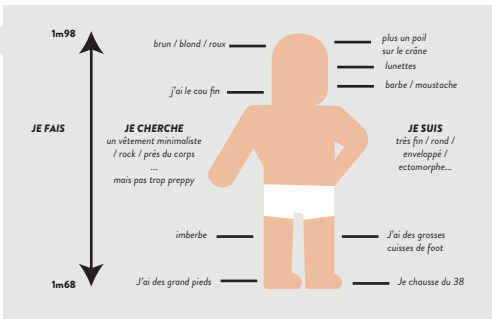 1m98
brun / blond / roux
plus un poil
sur le crâne
lunettes
barbe / moustache
j'ai le cou fin
JE FAIS
JE CHERCHE
un vêtement minimaliste
/ rock / près du corps
...
mais pas trop preppy
JE SUIS
très fin / rond /
enveloppé /
ectomorphe...
imberbe
J'ai des grosses
cuisses de foot
J'ai des grand pieds
Je chausse du 38
1m68